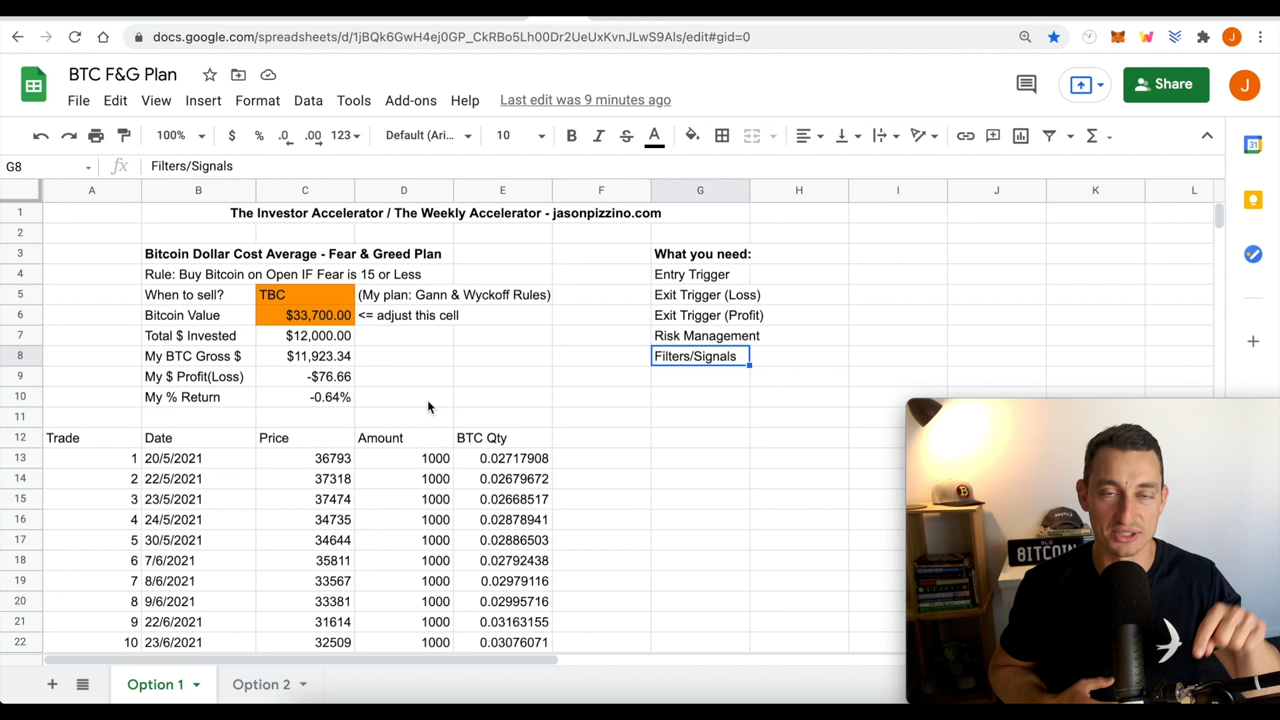 docs.google.com/spreadsheets/d/1jBQk6GwH4ej0GP_CkRBo5Lh00Dr2UeUxKvnJLwS9AIs/edit#gid=0
BTC F&G Plan
File Edit View Insert Format Data Tools Add-ons Help Last edit was 9 minutes ago
Share
J
100% $ % .0 .00 123 Default (Ari... 10 B I S A
31
G8 fx Filters/Signals
A B C D E F G H I J K L
1 The Investor Accelerator / The Weekly Accelerator - jasonpizzino.com
2
3 Bitcoin Dollar Cost Average - Fear & Greed Plan What you need:
4 Rule: Buy Bitcoin on Open IF Fear is 15 or Less Entry Trigger
5 When to sell? TBC (My plan: Gann & Wyckoff Rules) Exit Trigger (Loss)
6 Bitcoin Value $33,700.00 <= adjust this cell Exit Trigger (Profit)
7 Total $ Invested $12,000.00 Risk Management
8 My BTC Gross $ $11,923.34 Filters/Signals
9 My $ Profit(Loss) -$76.66
10 My % Return -0.64%
11
12 Trade Date Price Amount BTC Qty
13 1 20/5/2021 36793 1000 0.02717908
14 2 22/5/2021 37318 1000 0.02679672
15 3 23/5/2021 37474 1000 0.02668517
16 4 24/5/2021 34735 1000 0.02878941
17 5 30/5/2021 34644 1000 0.02886503
18 6 7/6/2021 35811 1000 0.02792438
19 7 8/6/2021 33567 1000 0.02979116
20 8 9/6/2021 33381 1000 0.02995716
21 9 22/6/2021 31614 1000 0.03163155
22 10 23/6/2021 32509 1000 0.03076071
8BITCOIN
Option 1 Option 2